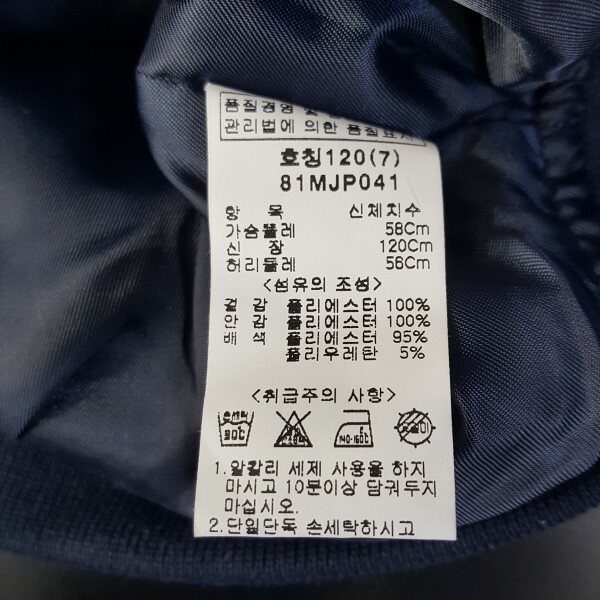 품질경영 및
관리법에 의한 품질표시
호칭120(7)
81MJP041
항 목 신체치수
가슴둘레 58Cm
신 장 120Cm
허리둘레 56Cm
<섬유의 조성>
겉 감 폴리에스터 100%
안 감 폴리에스터 100%
배 색 폴리에스터 95%
폴리우레탄 5%
<취급주의 사항>
손세탁
30℃
140-160℃
1.알칼리 세제 사용을 하지
마시고 10분이상 담궈두지
마십시오.
2.단일단독 손세탁하시고